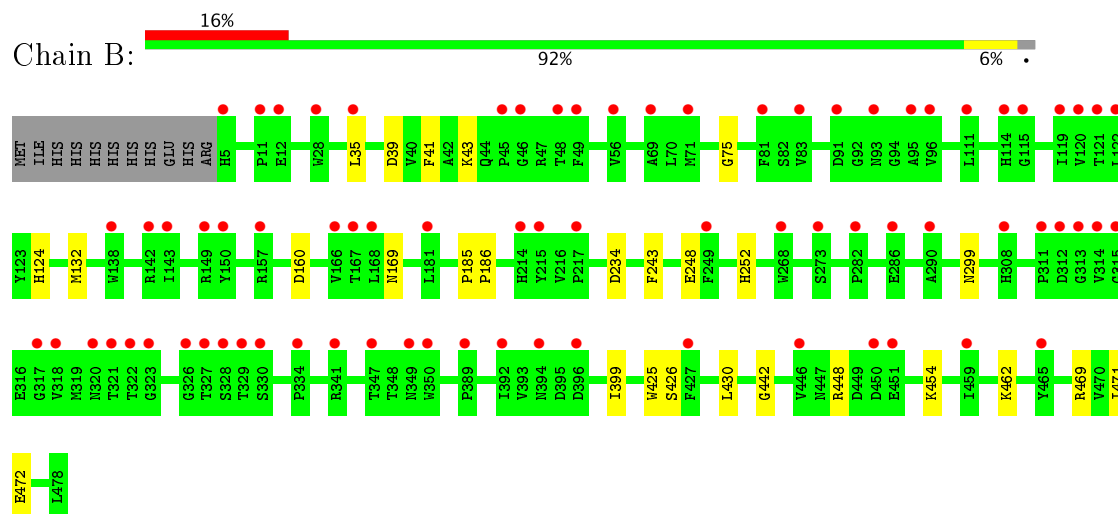 16%
Chain B:
92% 6% •
MET ILE HIS HIS HIS HIS HIS HIS GLU HIS ARG H5 P11 E12 W28 L35 D39 V40 F41 A42 K43 Q44 P45 G46 R47 T48 F49 V56 A69 L70 M71 G75 F81 S82 V83 D91 G92 N93 G94 A95 V96 L111 H114 G115 I119 V120 T121 L122
Y123 H124 M132 W138 R142 I143 R149 Y150 R157 D160 V166 T167 L168 N169 L181 P185 P186 H214 Y215 V216 P217 D234 F243 E248 F249 H252 W268 S273 P282 E286 A290 N299 H308 P311 D312 G313 V314 G315
E316 G317 V318 M319 N320 T321 T322 G323 G326 T327 S328 T329 S330 P334 R341 T347 T348 N349 W350 P389 I392 V393 N394 D395 D396 I399 W425 S426 F427 L430 G442 V446 N447 R448 D449 D450 E451 K454 I459 K462 Y465 R469 V470 I471
E472 L478